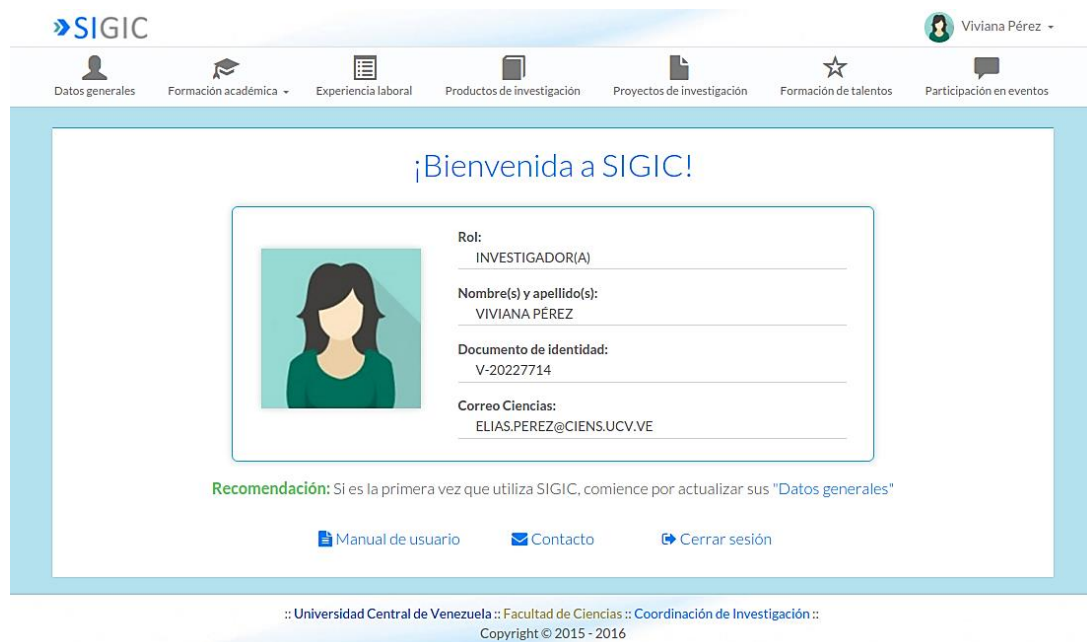 SIGIC
Viviana Pérez
Datos generales
Formación académica
Experiencia laboral
Productos de investigación
Proyectos de investigación
Formación de talentos
Participación en eventos
¡Bienvenida a SIGIC!
Rol:
INVESTIGADOR(A)
Nombre(s) y apellido(s):
VIVIANA PÉREZ
Documento de identidad:
V-20227714
Correo Ciencias:
ELIAS.PEREZ@CIENS.UCV.VE
Recomendación: Si es la primera vez que utiliza SIGIC, comience por actualizar sus "Datos generales"
Manual de usuario
Contacto
Cerrar sesión
:: Universidad Central de Venezuela :: Facultad de Ciencias :: Coordinación de Investigación ::
Copyright © 2015 - 2016